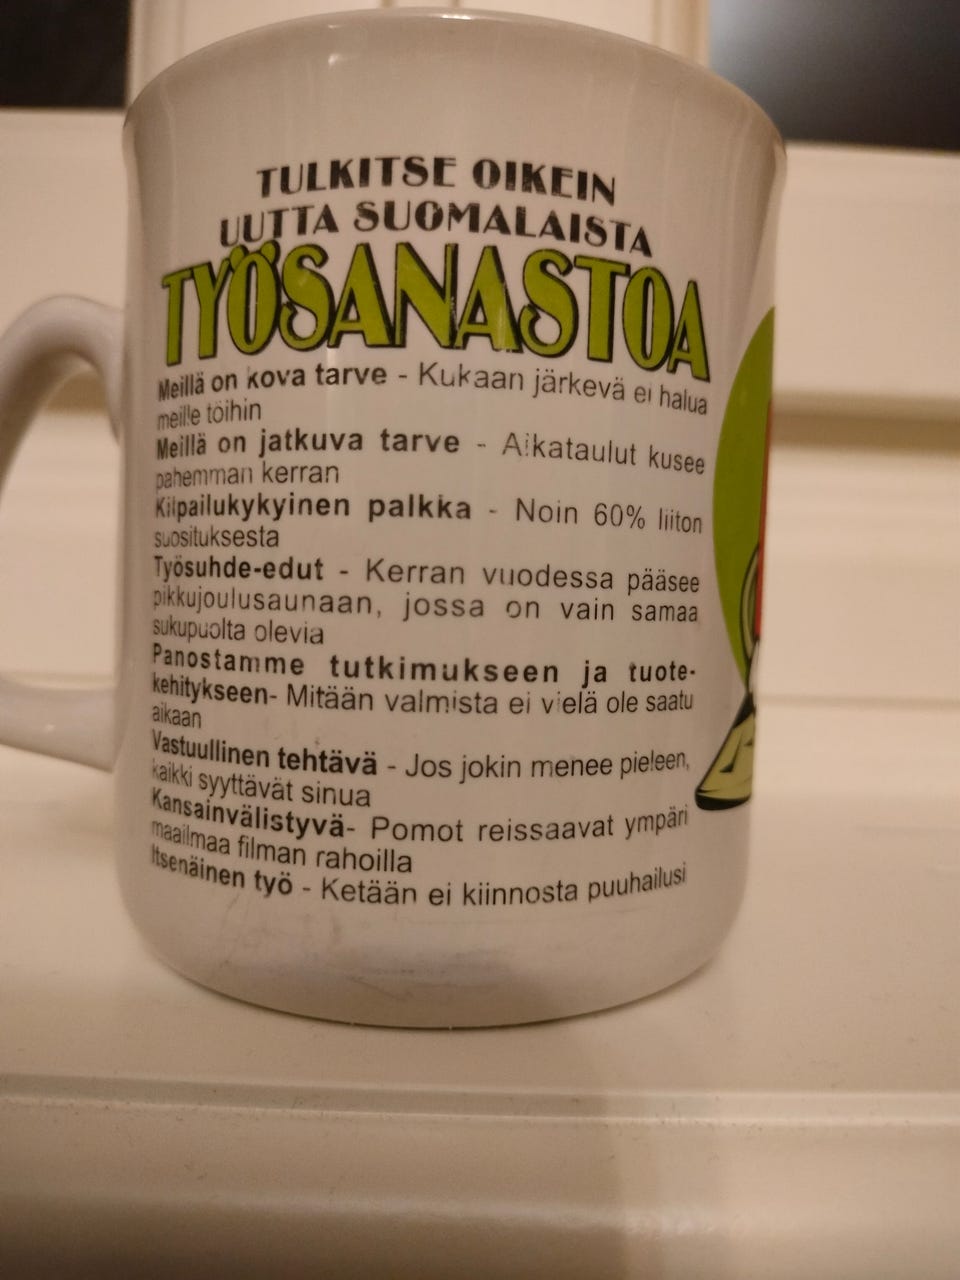 TULKITSE OIKEIN
UUTTA SUOMALAISTA
TYÖSANASTOA
Meillä on kova tarve - Kukaan järkevä ei halua
meille töihin
Meillä on jatkuva tarve - Aikataulut kusee
pahemman kerran
Kilpailukykyinen palkka - Noin 60% liiton
suosituksesta
Työsuhde-edut - Kerran vuodessa pääsee
pikkujoulusaunaan, jossa on vain samaa
sukupuolta olevia
Panostamme tutkimukseen ja tuote-
kehitykseen- Mitään valmista ei vielä ole saatu
aikaan
Vastuullinen tehtävä - Jos jokin menee pieleen,
kaikki syyttävät sinua
Kansainvälistyvä- Pomot reissaavat ympäri
maailmaa filman rahoilla
Itsenäinen työ - Ketään ei kiinnosta puuhailusi